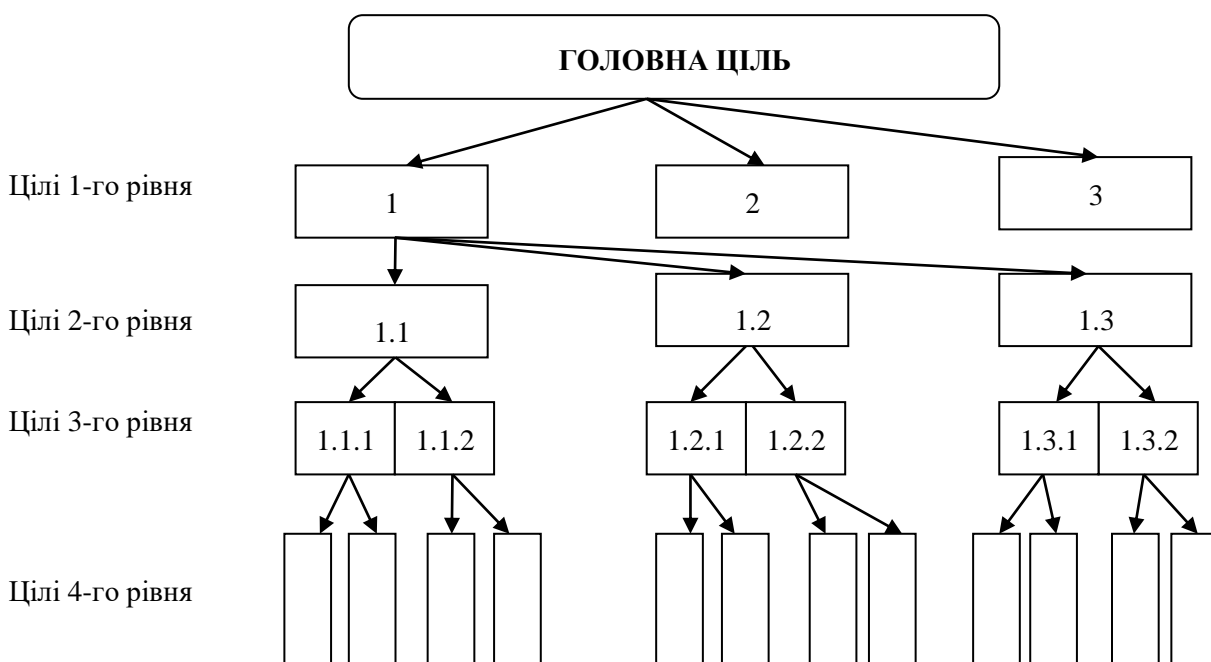 ГОЛОВНА ЦІЛЬ
Цілі 1-го рівня
1
2
3
Цілі 2-го рівня
1.1
1.2
1.3
Цілі 3-го рівня
1.1.1
1.1.2
1.2.1
1.2.2
1.3.1
1.3.2
Цілі 4-го рівня